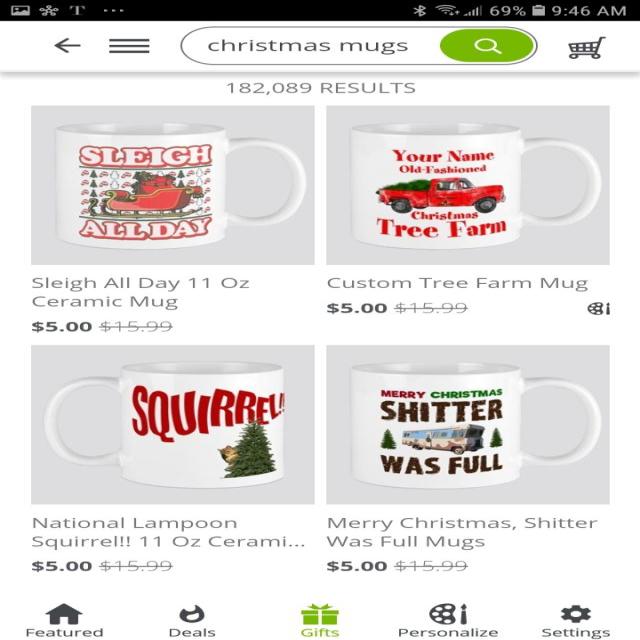 T ... 69% 9:46 AM
christmas mugs
182,089 RESULTS
SLEIGH
ALL DAY
Your Name
Old-Fashioned
Christmas
Tree Farm
Sleigh All Day 11 Oz
Ceramic Mug
$5.00 $15.99
Custom Tree Farm Mug
$5.00 $15.99
SQUIRREL!!
MERRY CHRISTMAS
SHITTER
WAS FULL
National Lampoon
Squirrel!! 11 Oz Cerami...
$5.00 $15.99
Merry Christmas, Shitter
Was Full Mugs
$5.00 $15.99
Featured Deals Gifts Personalize Settings